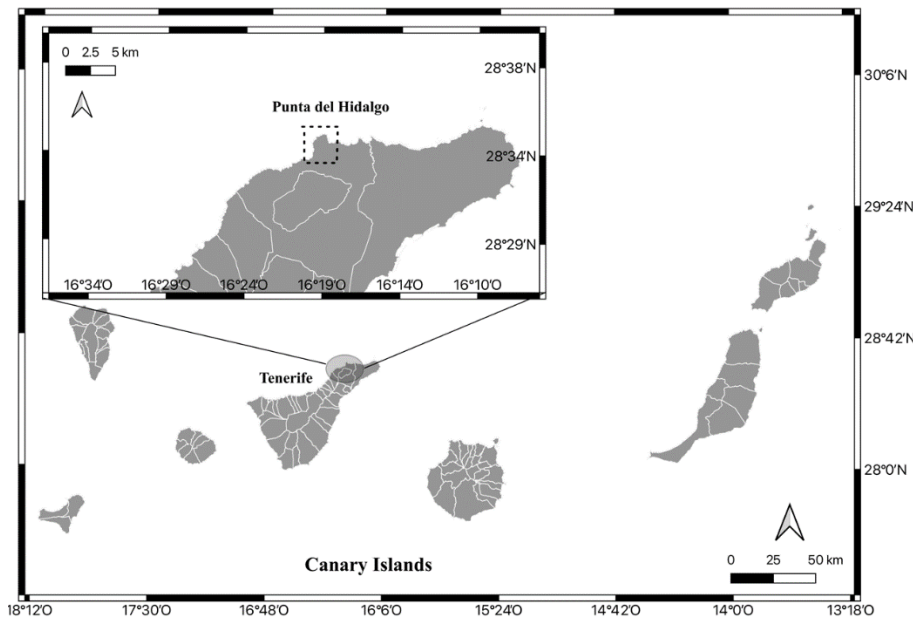 0 2.5 5 km
28°38'N
30°6'N
Punta del Hidalgo
28°34'N
29°24'N
28°29'N
16°34'O 16°29'O 16°24'O 16°19'O 16°14'O 16°10'O
28°42'N
Tenerife
28°0'N
Canary Islands
0 25 50 km
18°12'O 17°30'O 16°48'O 16°6'O 15°24'O 14°42'O 14°0'O 13°18'O